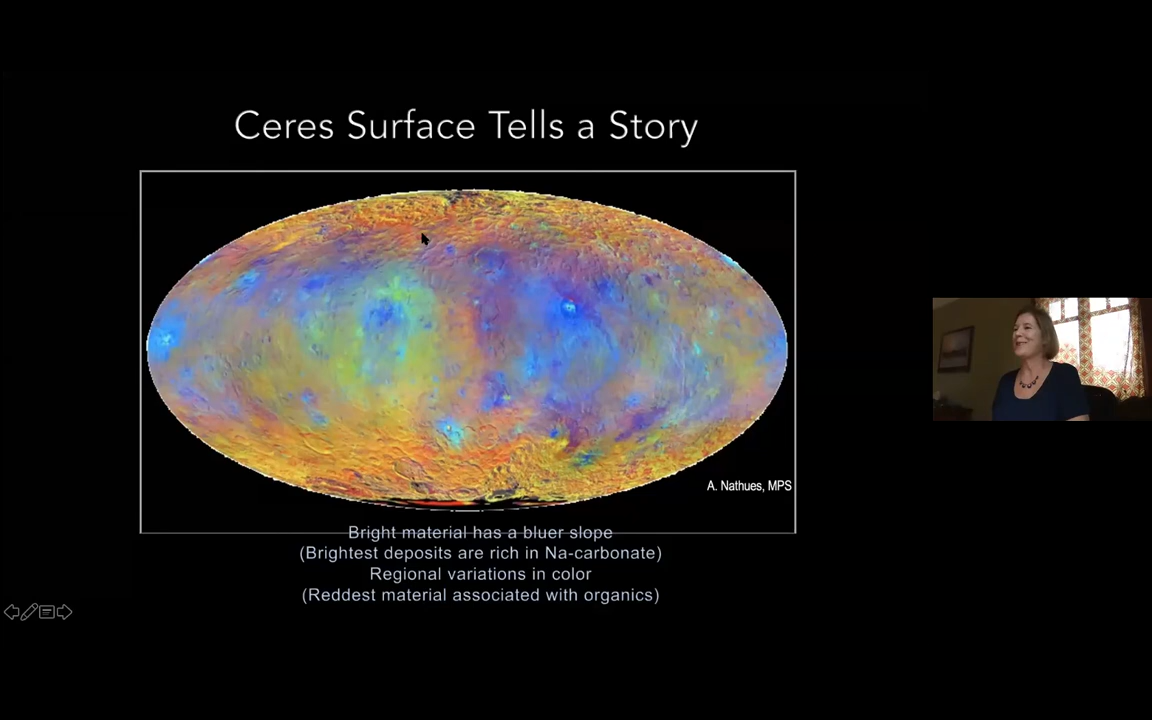 Ceres Surface Tells a Story
A. Nathues, MPS
Bright material has a bluer slope
(Brightest deposits are rich in Na-carbonate)
Regional variations in color
(Reddest material associated with organics)